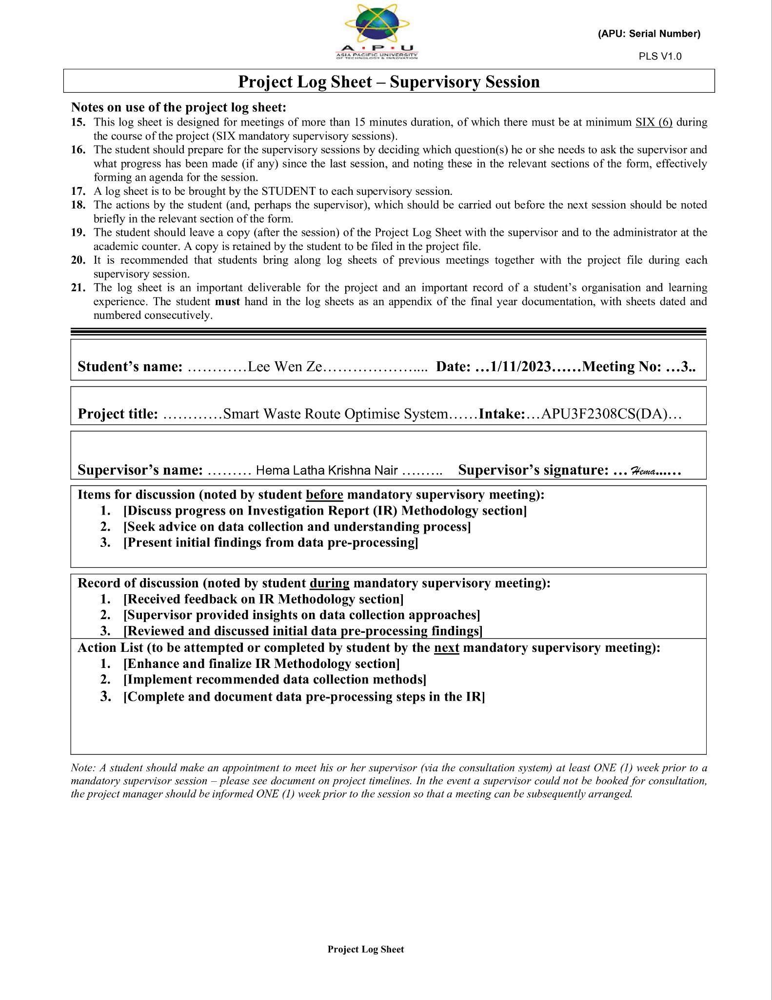 A • P • U
ASIA PACIFIC UNIVERSITY
OF TECHNOLOGY & INNOVATION
(APU: Serial Number)
PLS V1.0
Project Log Sheet – Supervisory Session
Notes on use of the project log sheet:
15. This log sheet is designed for meetings of more than 15 minutes duration, of which there must be at minimum SIX (6) during
the course of the project (SIX mandatory supervisory sessions).
16. The student should prepare for the supervisory sessions by deciding which question(s) he or she needs to ask the supervisor and
what progress has been made (if any) since the last session, and noting these in the relevant sections of the form, effectively
forming an agenda for the session.
17. A log sheet is to be brought by the STUDENT to each supervisory session.
18. The actions by the student (and, perhaps the supervisor), which should be carried out before the next session should be noted
briefly in the relevant section of the form.
19. The student should leave a copy (after the session) of the Project Log Sheet with the supervisor and to the administrator at the
academic counter. A copy is retained by the student to be filed in the project file.
20. It is recommended that students bring along log sheets of previous meetings together with the project file during each
supervisory session.
21. The log sheet is an important deliverable for the project and an important record of a student’s organisation and learning
experience. The student must hand in the log sheets as an appendix of the final year documentation, with sheets dated and
numbered consecutively.
Student’s name: …………Lee Wen Ze………………….... Date: …1/11/2023……Meeting No: …3..
Project title: …………Smart Waste Route Optimise System……Intake:…APU3F2308CS(DA)…
Supervisor’s name: ……… Hema Latha Krishna Nair ……... Supervisor’s signature: … Hema...…
Items for discussion (noted by student before mandatory supervisory meeting):
1. [Discuss progress on Investigation Report (IR) Methodology section]
2. [Seek advice on data collection and understanding process]
3. [Present initial findings from data pre-processing]
Record of discussion (noted by student during mandatory supervisory meeting):
1. [Received feedback on IR Methodology section]
2. [Supervisor provided insights on data collection approaches]
3. [Reviewed and discussed initial data pre-processing findings]
Action List (to be attempted or completed by student by the next mandatory supervisory meeting):
1. [Enhance and finalize IR Methodology section]
2. [Implement recommended data collection methods]
3. [Complete and document data pre-processing steps in the IR]
Note: A student should make an appointment to meet his or her supervisor (via the consultation system) at least ONE (1) week prior to a
mandatory supervisor session – please see document on project timelines. In the event a supervisor could not be booked for consultation,
the project manager should be informed ONE (1) week prior to the session so that a meeting can be subsequently arranged.
Project Log Sheet